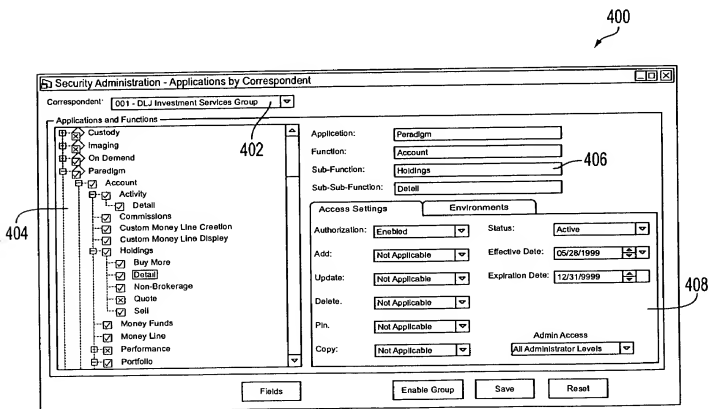 400
Security Administration - Applications by Correspondent
Correspondent: 001 - DLJ Investment Services Group
402
Applications and Functions
Custody
Imaging
On Demand
Paradigm
Account
Activity
Detail
Commissions
Custom Money Line Creation
Custom Money Line Display
Holdings
Buy More
Detail
Non-Brokerage
Quote
Sell
Money Funds
Money Line
Performance
Portfolio
404
Application: Paradigm
Function: Account
Sub-Function: Holdings
406
Sub-Sub-Function: Detail
Access Settings Environments
Authorization: Enabled Status: Active
Add: Not Applicable Effective Date: 05/28/1999
Update: Not Applicable Expiration Date: 12/31/9999
Delete. Not Applicable
408
Pin. Not Applicable
Admin Access
Copy: Not Applicable All Administrator Levels
Fields Enable Group Save Reset